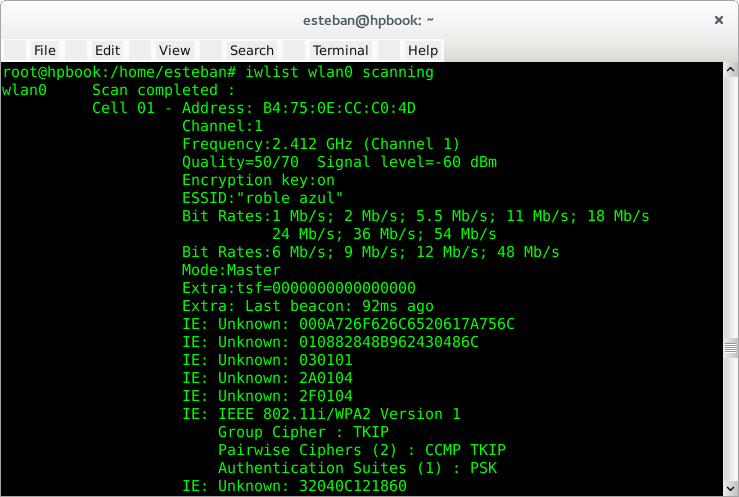 esteban@hpbook: ~
File Edit View Search Terminal Help
root@hpbook:/home/esteban# iwlist wlan0 scanning
wlan0     Scan completed :
          Cell 01 - Address: B4:75:0E:CC:C0:4D
                    Channel:1
                    Frequency:2.412 GHz (Channel 1)
                    Quality=50/70  Signal level=-60 dBm
                    Encryption key:on
                    ESSID:"roble azul"
                    Bit Rates:1 Mb/s; 2 Mb/s; 5.5 Mb/s; 11 Mb/s; 18 Mb/s
                              24 Mb/s; 36 Mb/s; 54 Mb/s
                    Bit Rates:6 Mb/s; 9 Mb/s; 12 Mb/s; 48 Mb/s
                    Mode:Master
                    Extra:tsf=0000000000000000
                    Extra: Last beacon: 92ms ago
                    IE: Unknown: 000A726F626C6520617A756C
                    IE: Unknown: 010882848B962430486C
                    IE: Unknown: 030101
                    IE: Unknown: 2A0104
                    IE: Unknown: 2F0104
                    IE: IEEE 802.11i/WPA2 Version 1
                        Group Cipher : TKIP
                        Pairwise Ciphers (2) : CCMP TKIP
                        Authentication Suites (1) : PSK
                    IE: Unknown: 32040C121860